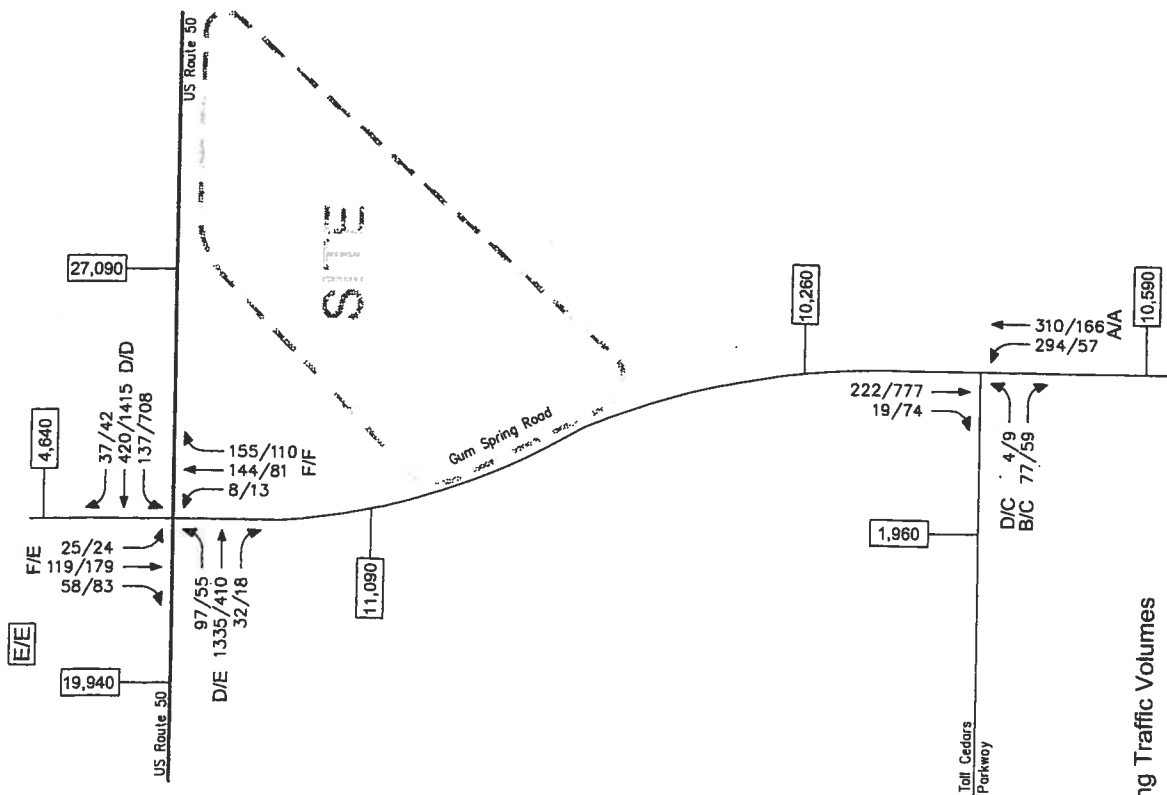 US Route 50
27,090
4,640
37/42
420/1415 D/D
137/708
155/110
144/81 F/F
8/13
SITE
F/E
25/24
119/179
58/83
E/E
19,940
US Route 50
97/55
D/E 1335/410
32/18
11,090
Gum Spring Road
10,260
222/777
19/74
310/166
294/57
A/A
10,590
1,960
D/C 4/9
B/C 77/59
Tall Cedars
Parkway
ng Traffic Volumes